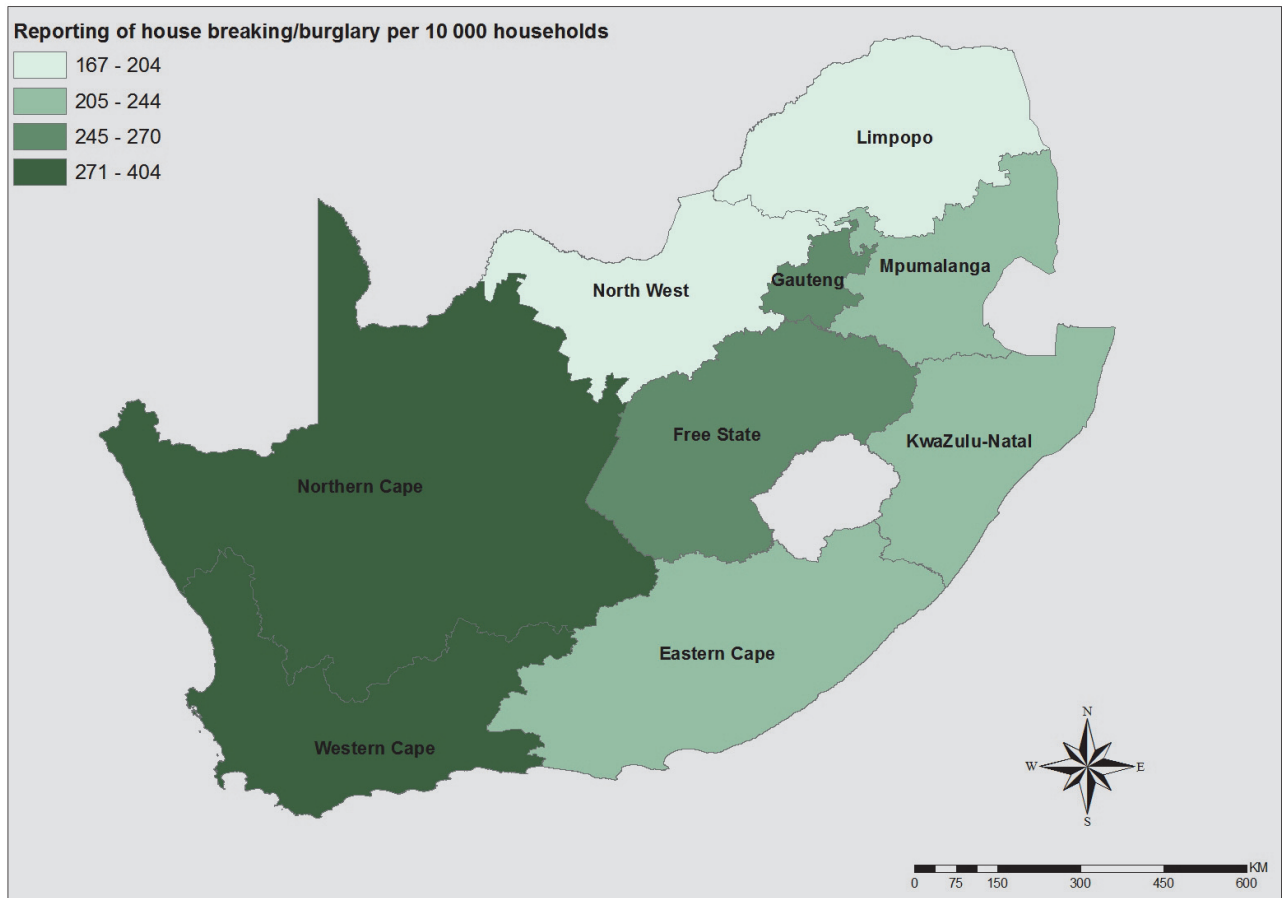 Reporting of house breaking/burglary per 10 000 households
167 - 204
205 - 244
245 - 270
271 - 404
Limpopo
Mpumalanga
Gauteng
North West
Free State
KwaZulu-Natal
Northern Cape
Eastern Cape
Western Cape
N
W E
S
KM
0 75 150 300 450 600